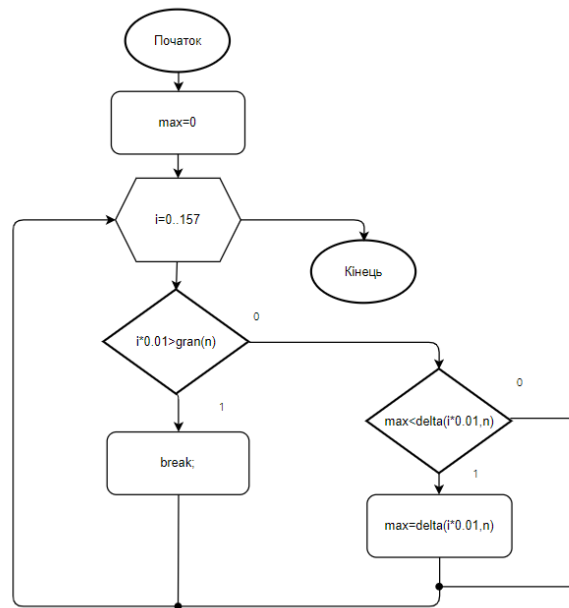 Початок
max=0
i=0..157
Кінець
i*0.01>gran(n)
0
1
break;
max<delta(i*0.01,n)
0
1
max=delta(i*0.01,n)